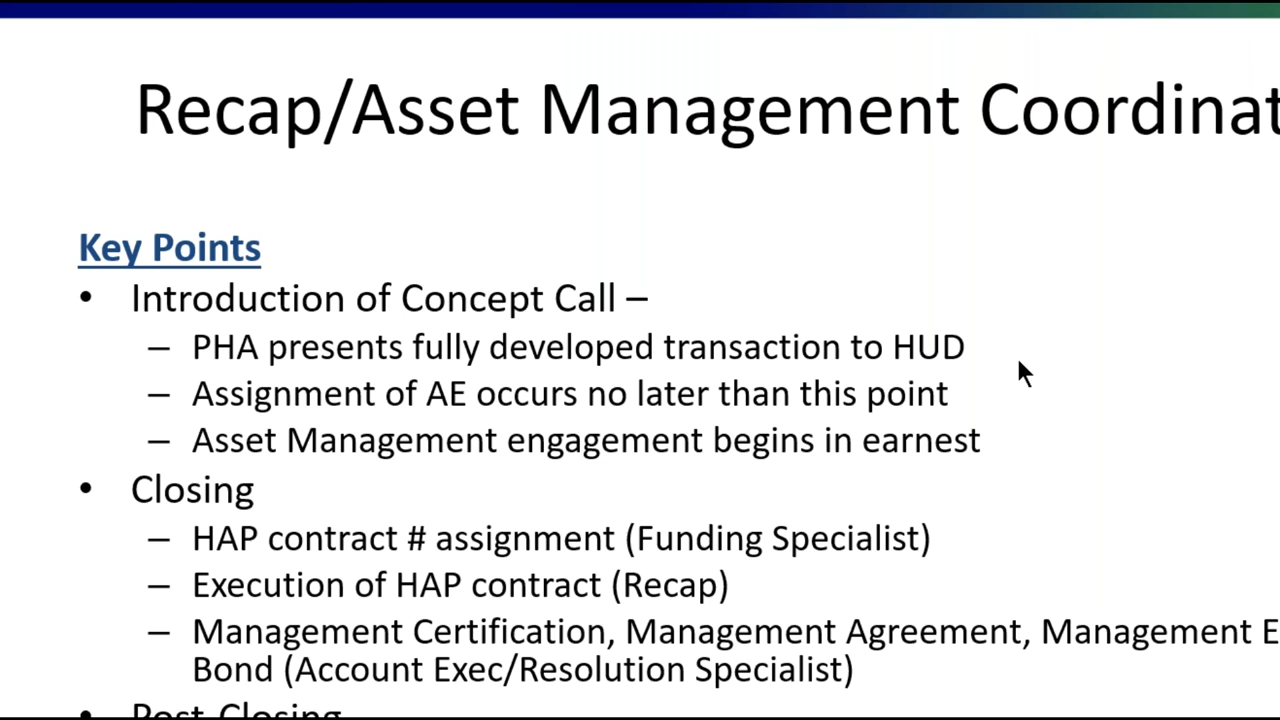 Recap/Asset Management Coordinat
Key Points
• Introduction of Concept Call –
– PHA presents fully developed transaction to HUD
– Assignment of AE occurs no later than this point
– Asset Management engagement begins in earnest
• Closing
– HAP contract # assignment (Funding Specialist)
– Execution of HAP contract (Recap)
– Management Certification, Management Agreement, Management E
Bond (Account Exec/Resolution Specialist)
• Post-Closing